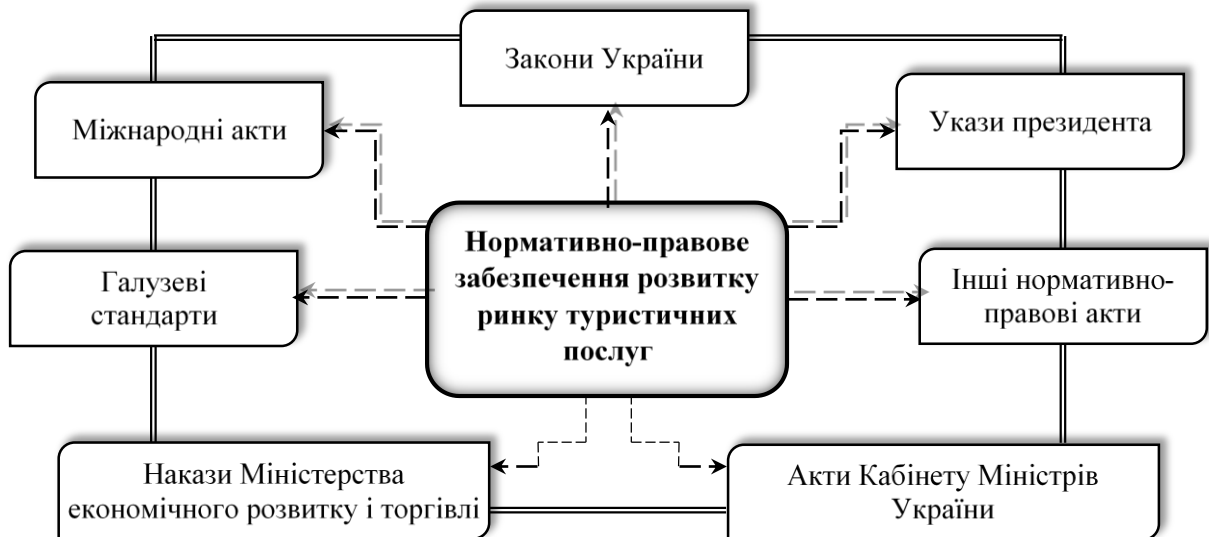 Закони України
Міжнародні акти
Укази президента
Нормативно-правове
забезпечення розвитку
ринку туристичних
послуг
Галузеві
стандарти
Інші нормативно-
правові акти
Накази Міністерства
економічного розвитку і торгівлі
Акти Кабінету Міністрів
України